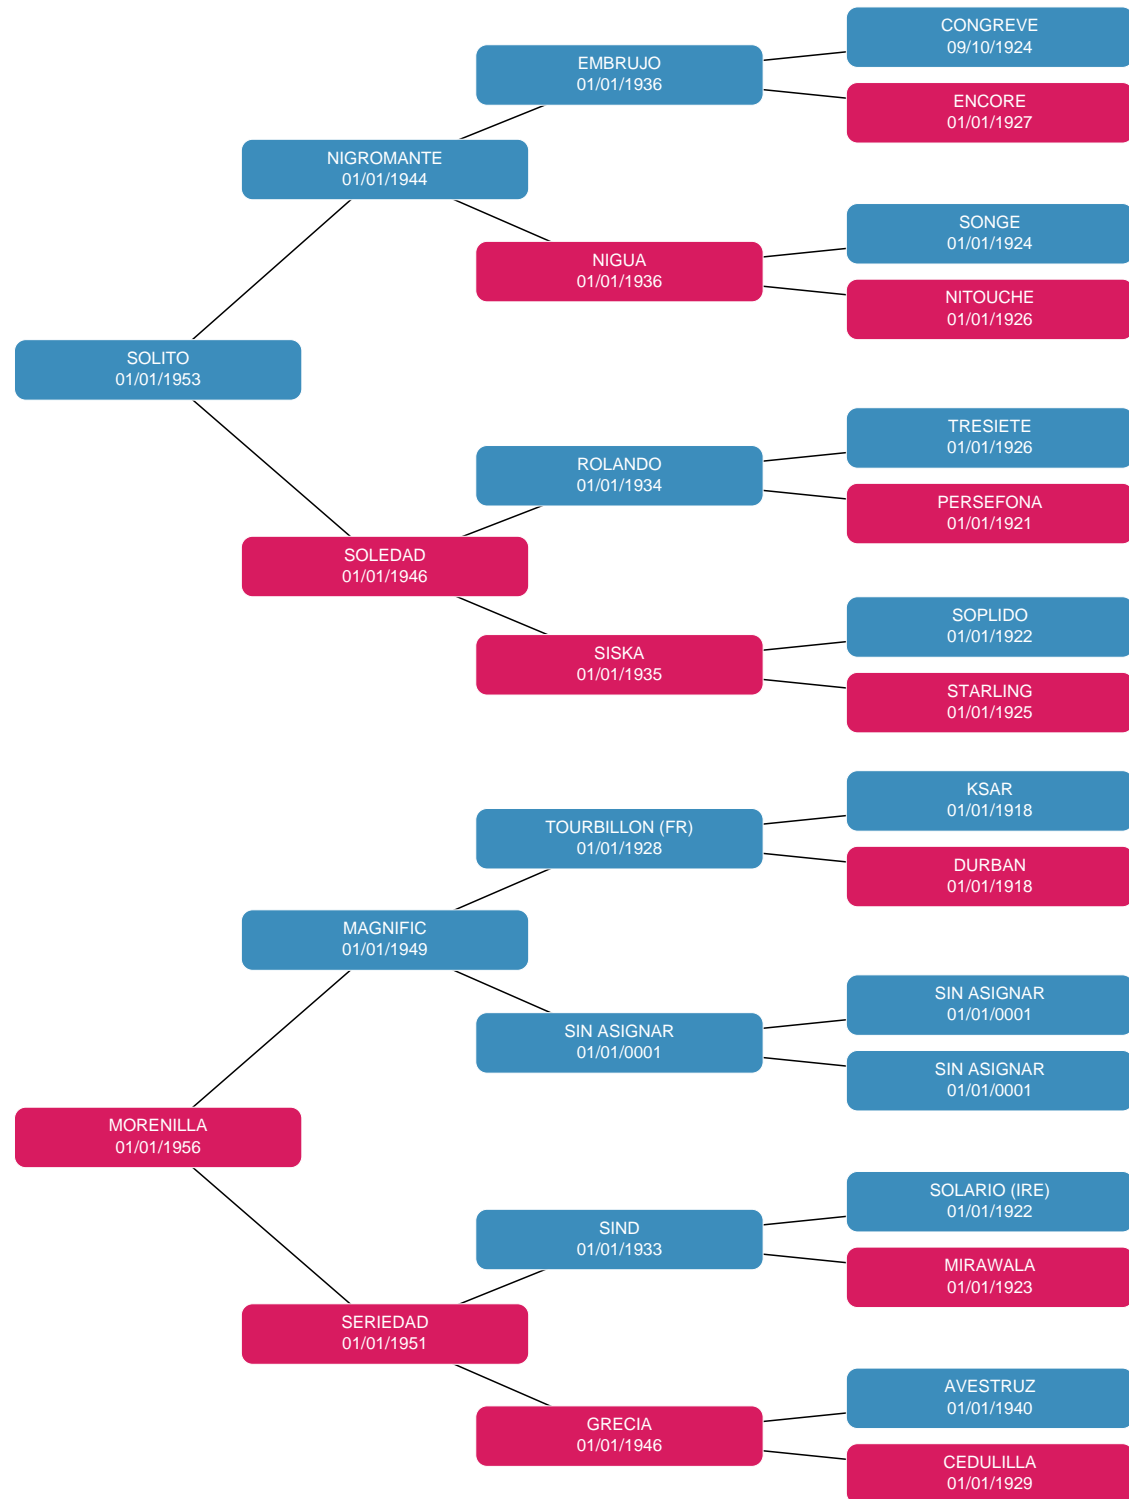 CONGREVE
09/10/1924
EMBRUJO
01/01/1936
ENCORE
01/01/1927
NIGROMANTE
01/01/1944
SONGE
01/01/1924
NIGUA
01/01/1936
NITOUCHE
01/01/1926
SOLITO
01/01/1953
TRESIETE
01/01/1926
ROLANDO
01/01/1934
PERSEFONA
01/01/1921
SOLEDAD
01/01/1946
SOPLIDO
01/01/1922
SISKA
01/01/1935
STARLING
01/01/1925
KSAR
01/01/1918
TOURBILLON (FR)
01/01/1928
DURBAN
01/01/1918
MAGNIFIC
01/01/1949
SIN ASIGNAR
01/01/0001
SIN ASIGNAR
01/01/0001
SIN ASIGNAR
01/01/0001
MORENILLA
01/01/1956
SOLARIO (IRE)
01/01/1922
SIND
01/01/1933
MIRAWALA
01/01/1923
SERIEDAD
01/01/1951
AVESTRUZ
01/01/1940
GRECIA
01/01/1946
CEDULILLA
01/01/1929